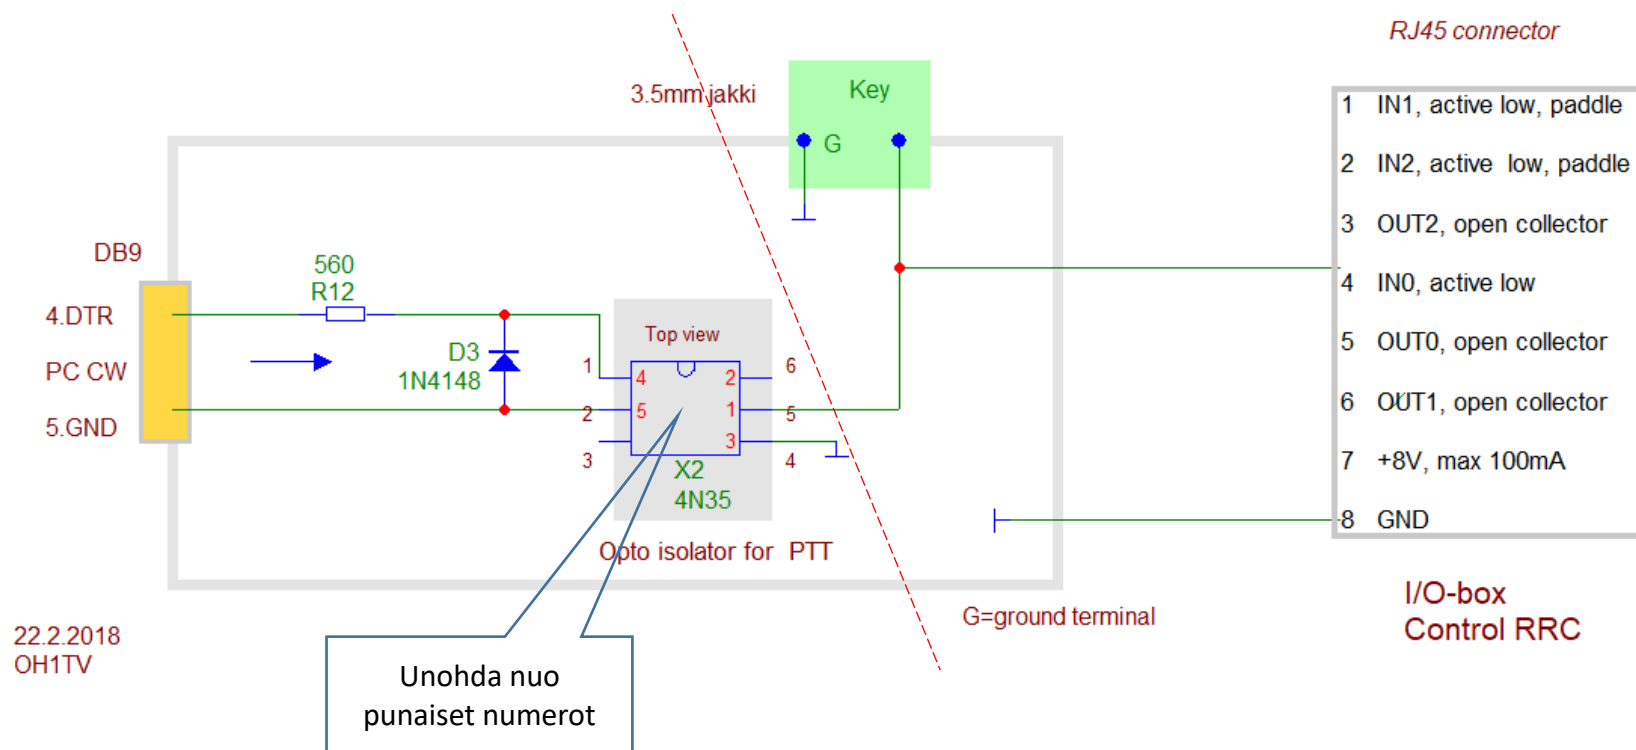 RJ45 connector
3.5mm jakki
Key
G
1 IN1, active low, paddle
2 IN2, active low, paddle
3 OUT2, open collector
4 IN0, active low
5 OUT0, open collector
6 OUT1, open collector
7 +8V, max 100mA
8 GND
DB9
4.DTR
PC CW
5.GND
560
R12
D3
1N4148
Top view
1
2
3
4
5
2
1
3
6
5
4
X2
4N35
Opto isolator for PTT
G=ground terminal
I/O-box
Control RRC
22.2.2018
OH1TV
Unohda nuo
punaiset numerot